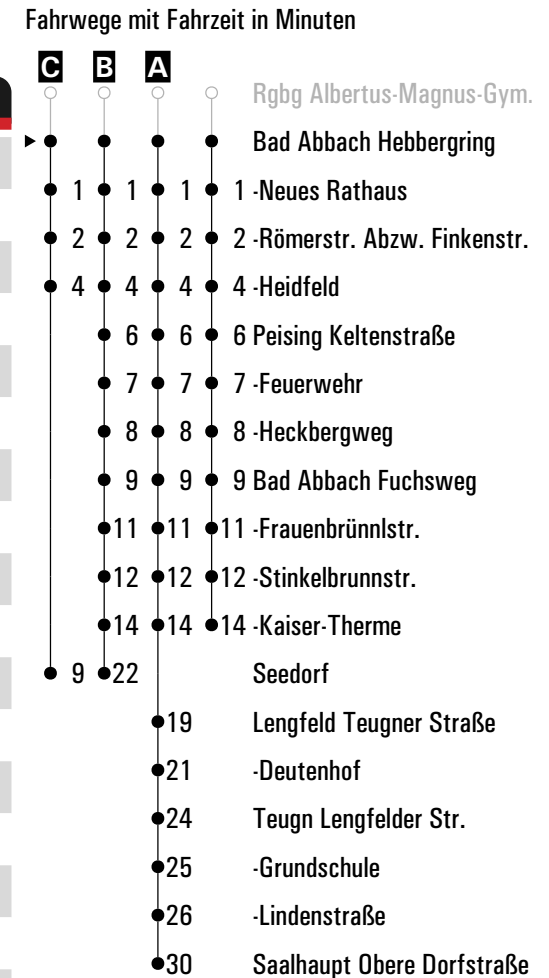 Fahrwege mit Fahrzeit in Minuten
C B A
Rgbg Albertus-Magnus-Gym.
Bad Abbach Hebbergring
1 1 1 1 -Neues Rathaus
2 2 2 2 -Römerstr. Abzw. Finkenstr.
4 4 4 4 -Heidfeld
6 6 6 Peising Keltenstraße
7 7 7 -Feuerwehr
8 8 8 -Heckbergweg
9 9 9 Bad Abbach Fuchsweg
11 11 11 -Frauenbrünnlstr.
12 12 12 -Stinkelbrunnstr.
14 14 14 -Kaiser-Therme
9 22 Seedorf
19 Lengfeld Teugner Straße
21 -Deutenhof
24 Teugn Lengfelder Str.
25 -Grundschule
26 -Lindenstraße
30 Saalhaupt Obere Dorfstraße